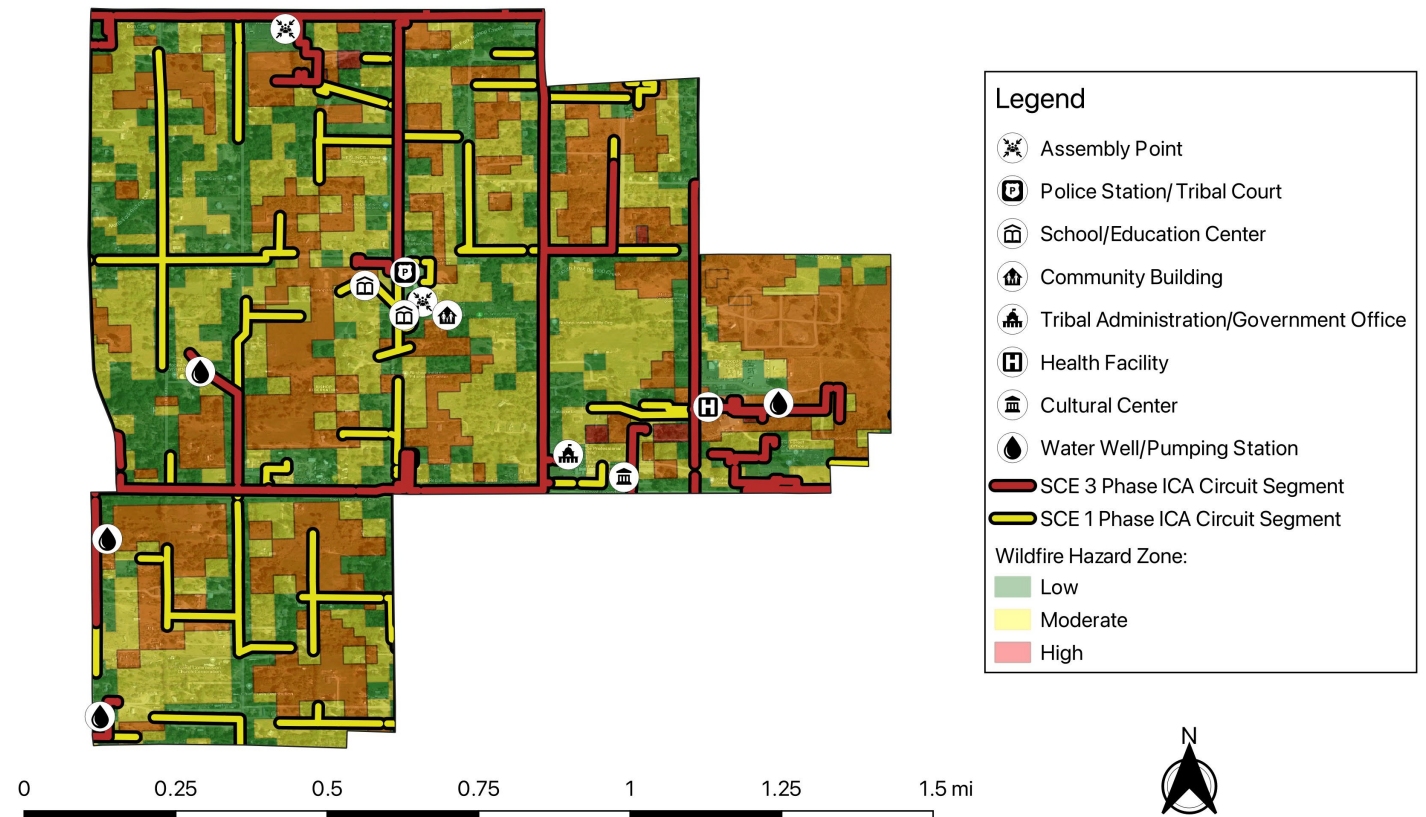 Legend
Assembly Point
P
Police Station/ Tribal Court
School/Education Center
Community Building
Tribal Administration/Government Office
H
Health Facility
Cultural Center
Water Well/Pumping Station
SCE 3 Phase ICA Circuit Segment
SCE 1 Phase ICA Circuit Segment
Wildfire Hazard Zone:
Low
Moderate
High
P
H
N
0 0.25 0.5 0.75 1 1.25 1.5 mi